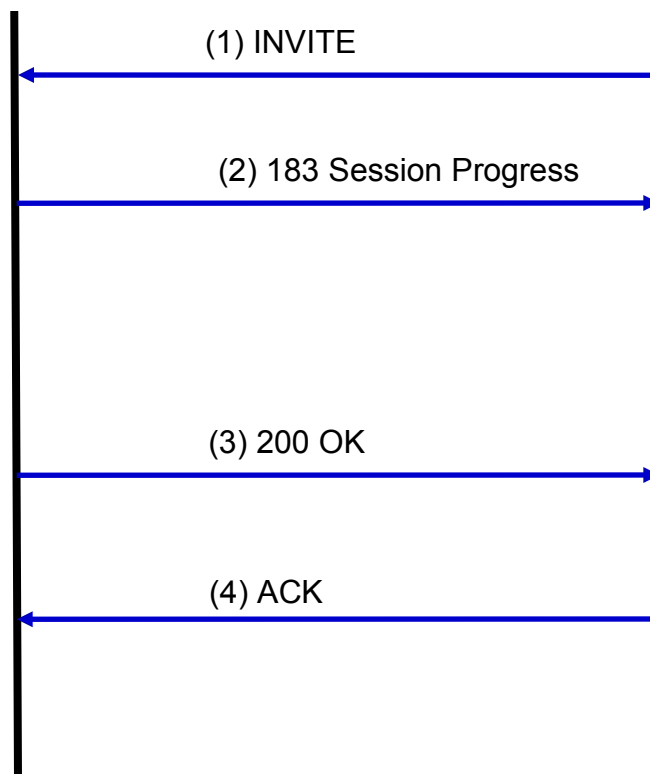 (1) INVITE
(2) 183 Session Progress
(3) 200 OK
(4) ACK